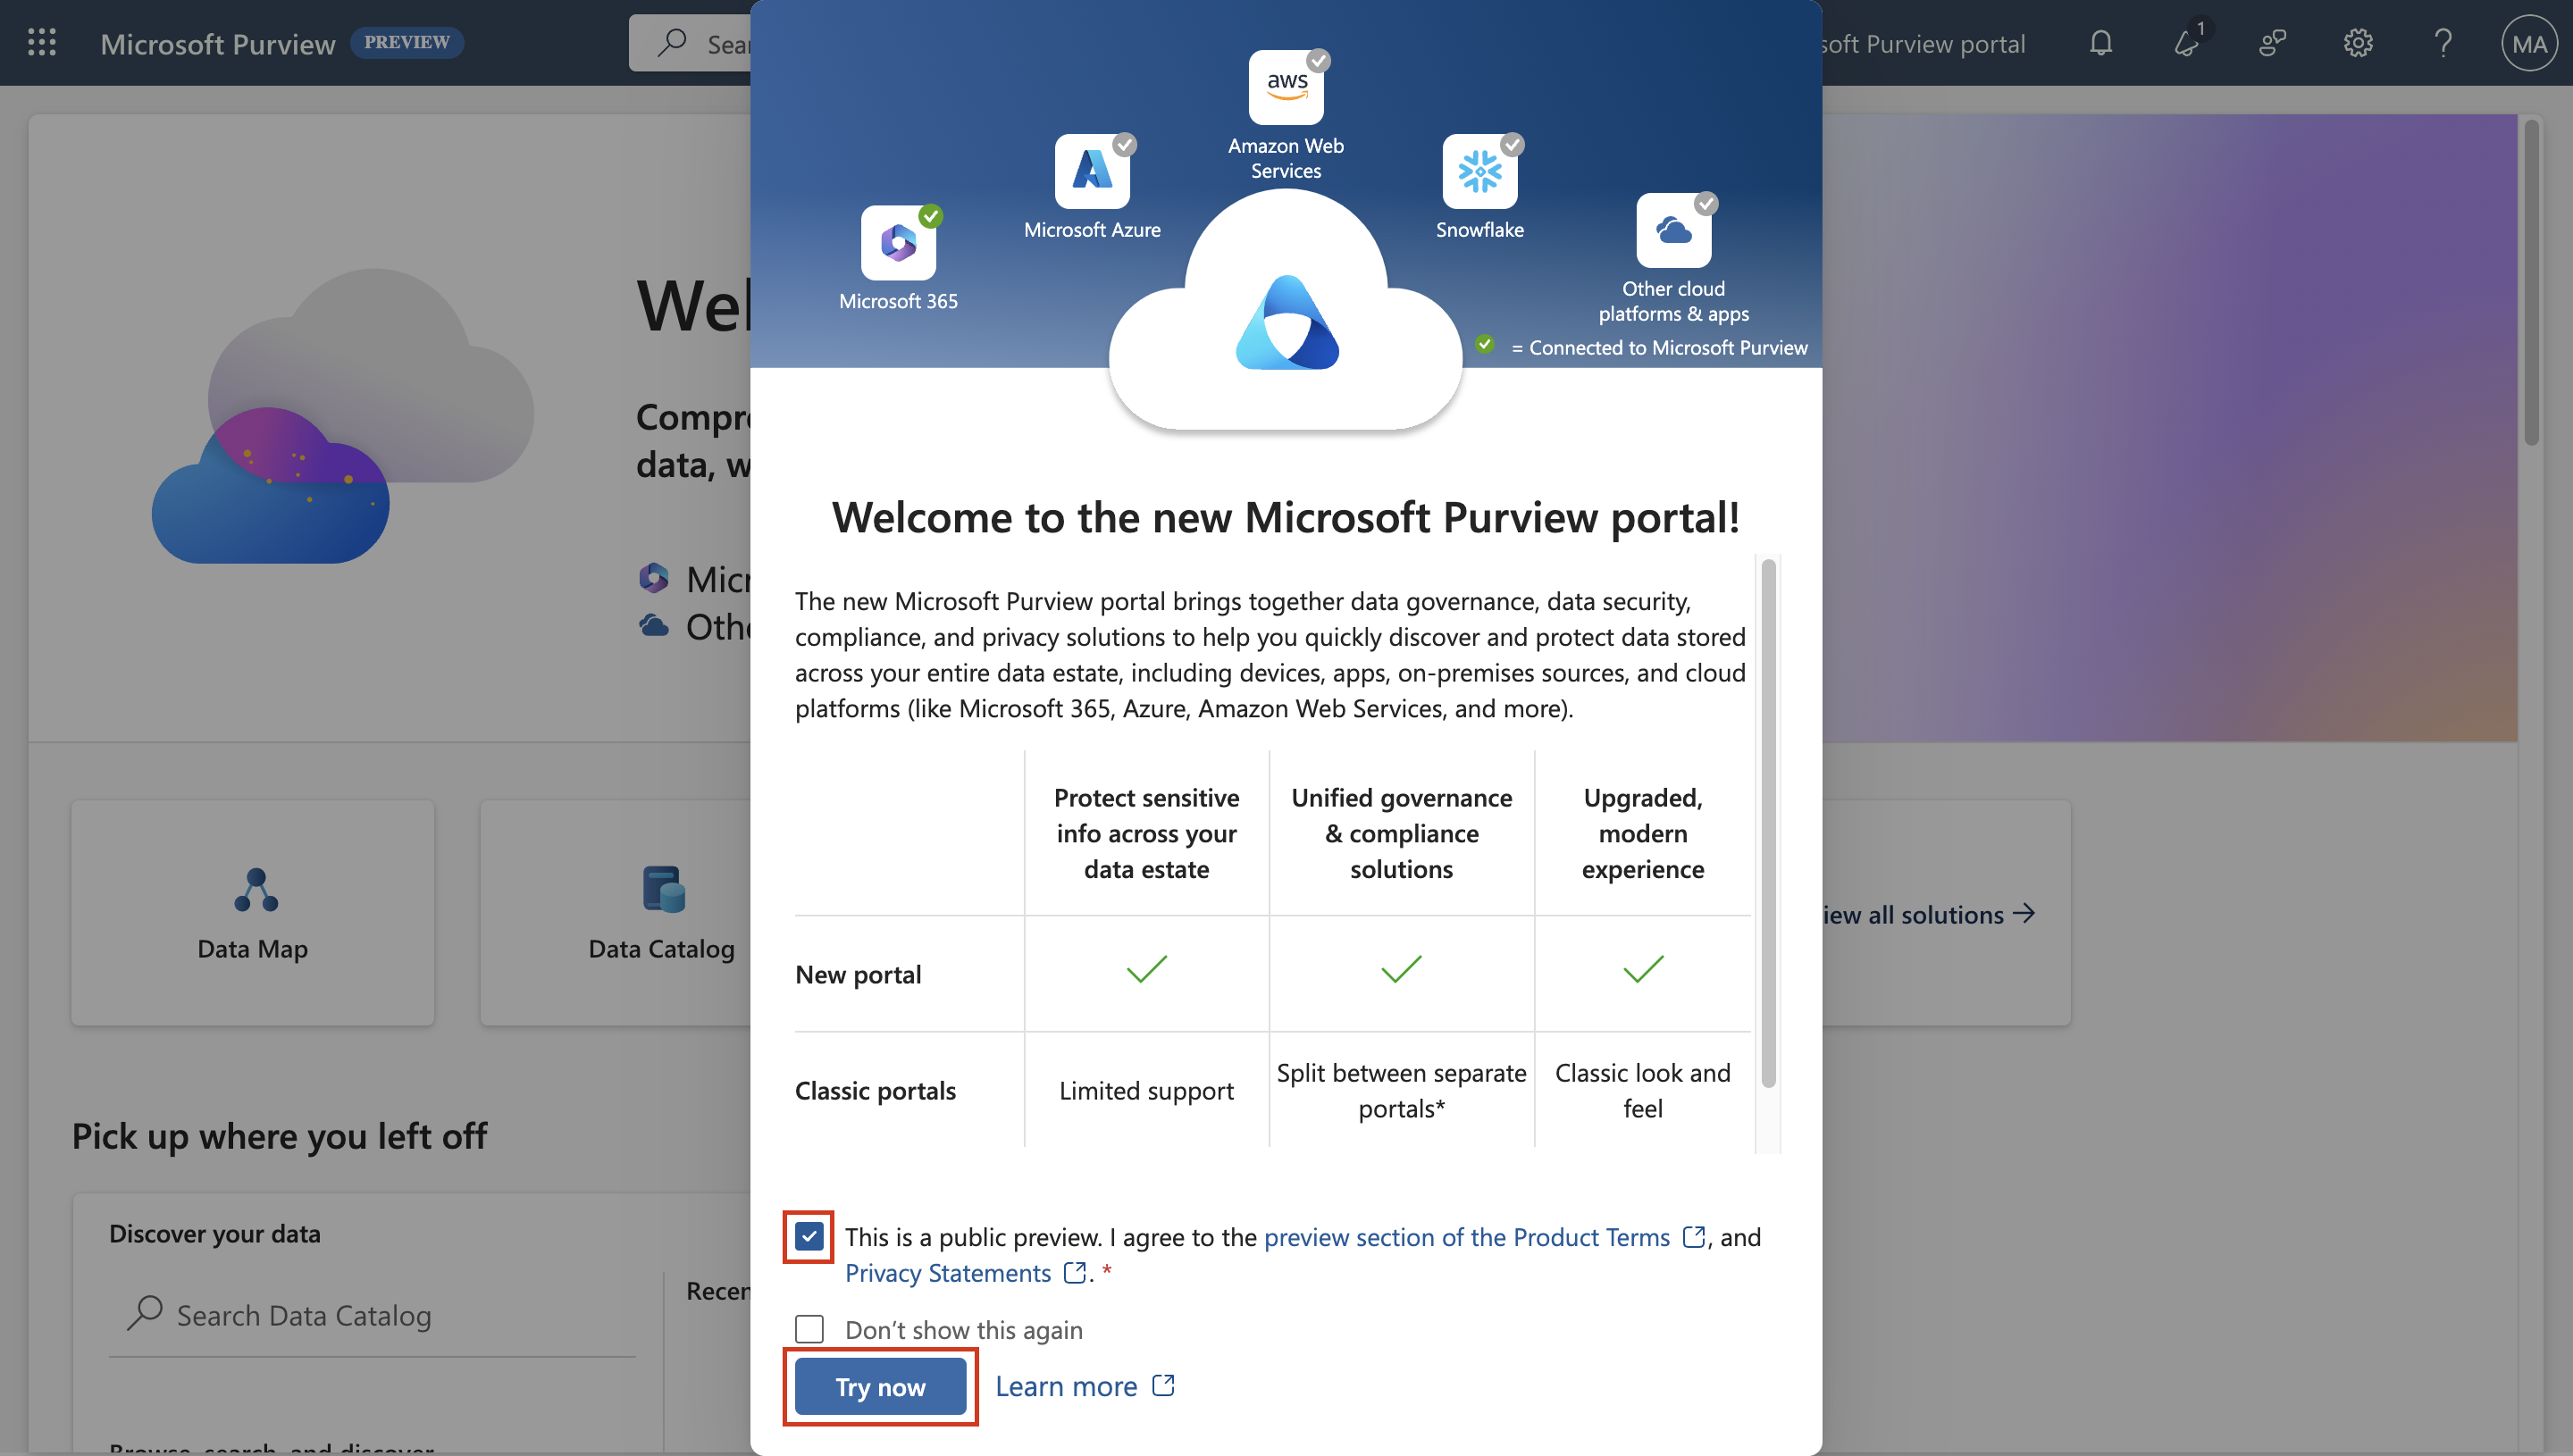 Microsoft Purview PREVIEW
soft Purview portal
1
MA
aws
Amazon Web
Services
Microsoft Azure
Snowflake
Microsoft 365
Other cloud
platforms & apps
= Connected to Microsoft Purview
Welcome to the new Microsoft Purview portal!
The new Microsoft Purview portal brings together data governance, data security,
compliance, and privacy solutions to help you quickly discover and protect data stored
across your entire data estate, including devices, apps, on-premises sources, and cloud
platforms (like Microsoft 365, Azure, Amazon Web Services, and more).
Protect sensitive
info across your
data estate
Unified governance
& compliance
solutions
Upgraded,
modern
experience
New portal
Classic portals
Limited support
Split between separate
portals*
Classic look and
feel
This is a public preview. I agree to the preview section of the Product Terms , and
Privacy Statements . *
Don't show this again
Try now
Learn more
data, w
Data Map
Data Catalog
iew all solutions
Pick up where you left off
Discover your data
Search Data Catalog
Browse, search, and discover